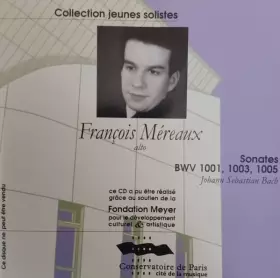 Collection jeunes solistes
François Méreaux
alto
Sonates
BWV 1001, 1003, 1005
Johann Sebastian Bach
ce CD a pu être réalisé
grâce au soutien de la
Fondation Meyer
pour le développement
culturel & artistique
Conservatoire de Paris
cité de la musique
Ce disque ne peut être vendu